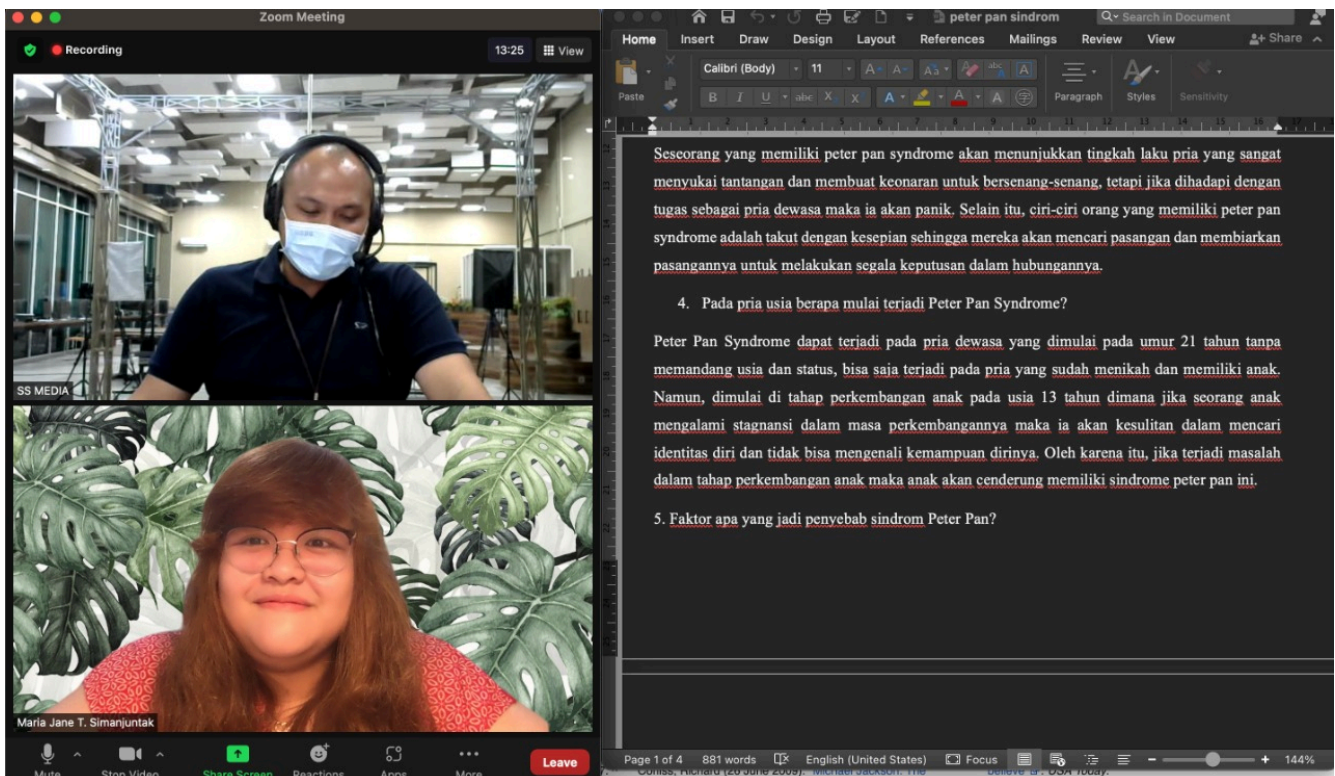 Zoom Meeting
Recording
13:25
View
SS MEDIA
Maria Jane T. Simanjuntak
Mute
Stop Video
Share Screen
Reactions
Apps
More
Leave
peter pan sindrom
Search in Document
Home Insert Draw Design Layout References Mailings Review View
Share
Paste
Calibri (Body) 11
Paragraph
Styles
Sensitivity
Seseorang yang memiliki peter pan syndrome akan menunjukkan tingkah laku pria yang sangat
menyukai tantangan dan membuat keonaran untuk bersenang-senang, tetapi jika dihadapi dengan
tugas sebagai pria dewasa maka ia akan panik. Selain itu, ciri-ciri orang yang memiliki peter pan
syndrome adalah takut dengan kesepian sehingga mereka akan mencari pasangan dan membiarkan
pasangannya untuk melakukan segala keputusan dalam hubungannya.
4. Pada pria usia berapa mulai terjadi Peter Pan Syndrome?
Peter Pan Syndrome dapat terjadi pada pria dewasa yang dimulai pada umur 21 tahun tanpa
memandang usia dan status, bisa saja terjadi pada pria yang sudah menikah dan memiliki anak.
Namun, dimulai di tahap perkembangan anak pada usia 13 tahun dimana jika seorang anak
mengalami stagnansi dalam masa perkembangannya maka ia akan kesulitan dalam mencari
identitas diri dan tidak bisa mengenali kemampuan dirinya. Oleh karena itu, jika terjadi masalah
dalam tahap perkembangan anak maka anak akan cenderung memiliki sindrome peter pan ini.
5. Faktor apa yang jadi penyebab sindrom Peter Pan?
Page 1 of 4 881 words English (United States) Focus 144%